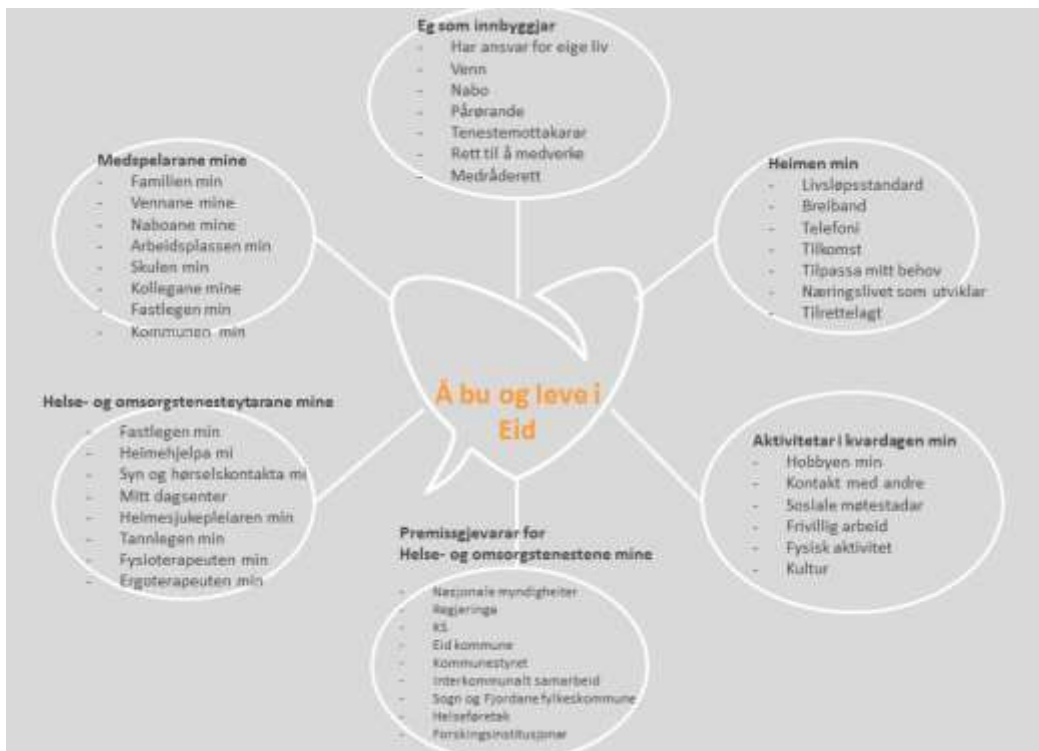 Eg som innbyggjar
- Har ansvar for eige liv
- Venn
- Nabo
- Pårørande
- Tenestemottakarar
- Rett til å medverke
- Medråderett
Medspelarane mine
- Familien min
- Vennane mine
- Naboane mine
- Arbeidsplassen min
- Skulen min
- Kollegane mine
- Fastlegen min
- Kommunen min
Heimen min
- Livsløpsstandard
- Breiband
- Telefoni
- Tilkomst
- Tilpassa mitt behov
- Næringslivet som utviklar
- Tilrettelagt
Å bu og leve i
Eid
Helse- og omsorgstenesteytarane mine
- Fastlegen min
- Heimehjelpa mi
- Syn og hørselskontakta mi
- Mitt dagsenter
- Heimesjukepleiaren min
- Tannlegen min
- Fysioterapeuten min
- Ergoterapeuten min
Aktivitetar i kvardagen min
- Hobbyen min
- Kontakt med andre
- Sosiale møtestadar
- Frivillig arbeid
- Fysisk aktivitet
- Kultur
Premissgjevarar for
Helse- og omsorgstenestene mine
- Nasjonale myndigheiter
- Regjeringa
- KS
- Eid kommune
- Kommunestyret
- Interkommunalt samarbeid
- Sogn og Fjordane fylkeskommune
- Helseføretak
- Forskingsinstitusjonar